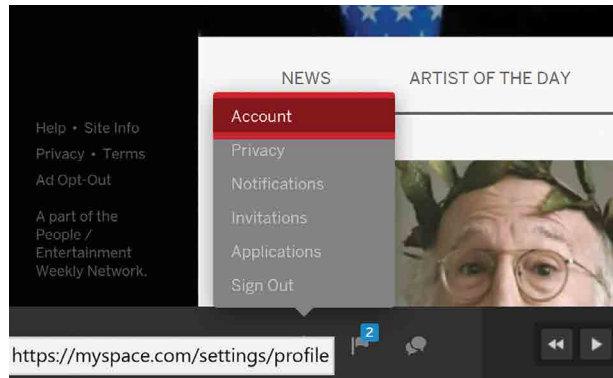 NEWS
ARTIST OF THE DAY
Help • Site Info
Privacy • Terms
Ad Opt-Out
A part of the
People /
Entertainment
Weekly Network.
Account
Privacy
Notifications
Invitations
Applications
Sign Out
2
https://myspace.com/settings/profile